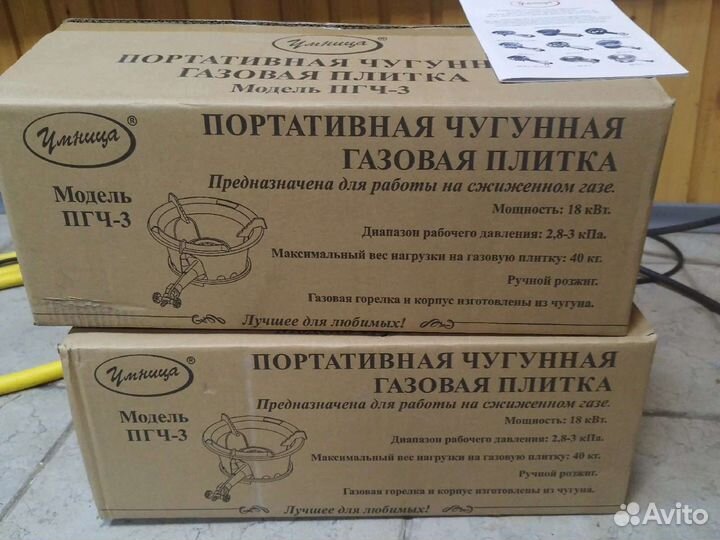 Умница®
ПОРТАТИВНАЯ ЧУГУНН
ГАЗОВАЯ ПЛИТКА
Модель ПГЧ-3
Умница®
ПОРТАТИВНАЯ ЧУГУННАЯ
ГАЗОВАЯ ПЛИТКА
Предназначена для работы на сжиженном газе.
Модель
ПГЧ-3
Мощность: 18 кВт.
Диапазон рабочего давления: 2,8-3 кПа.
Максимальный вес нагрузки на газовую плитку: 40 кг.
Ручной розжиг.
Газовая горелка и корпус изготовлены из чугуна.
Лучшее для любимых!
Умница®
ПОРТАТИВНАЯ ЧУГУННАЯ
ГАЗОВАЯ ПЛИТКА
Предназначена для работы на сжиженном газе.
Модель
ПГЧ-3
Мощность: 18 кВт.
Диапазон рабочего давления: 2,8-3 кПа.
Максимальный вес нагрузки на газовую плитку: 40 кг.
Ручной розжиг.
Газовая горелка и корпус изготовлены из чугуна.
Лучшее для любимых!
Avito